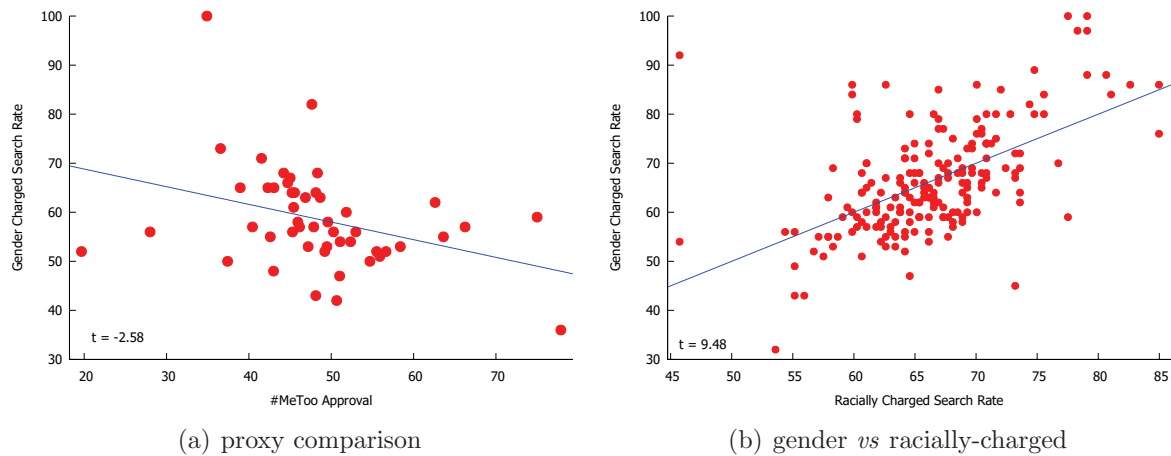 100
90
80
70
60
50
40
30
Gender Charged Search Rate
t = -2.58
20 30 40 50 60 70
#MeToo Approval
(a) proxy comparison
100
90
80
70
60
50
40
30
Gender Charged Search Rate
t = 9.48
45 50 55 60 65 70 75 80 85
Racially Charged Search Rate
(b) gender vs racially-charged